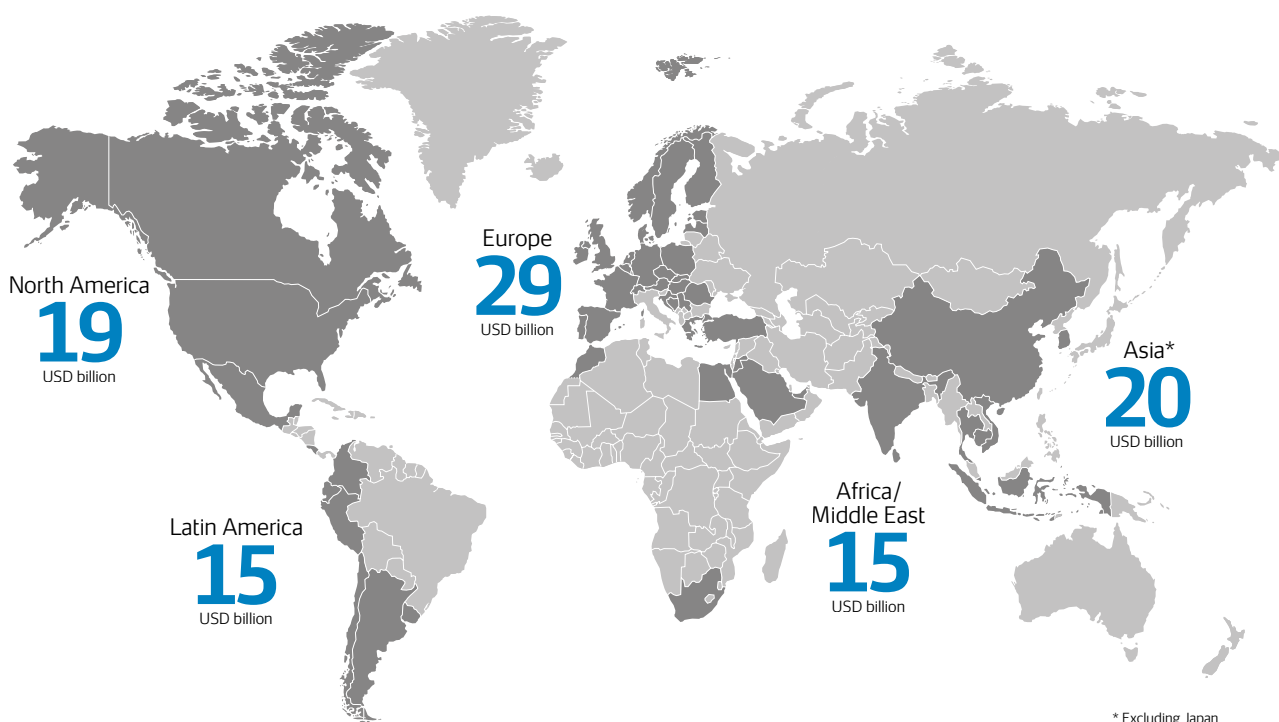 North America
19
USD billion
Europe
29
USD billion
Asia*
20
USD billion
Latin America
15
USD billion
Africa/
Middle East
15
USD billion
* Excluding Japan